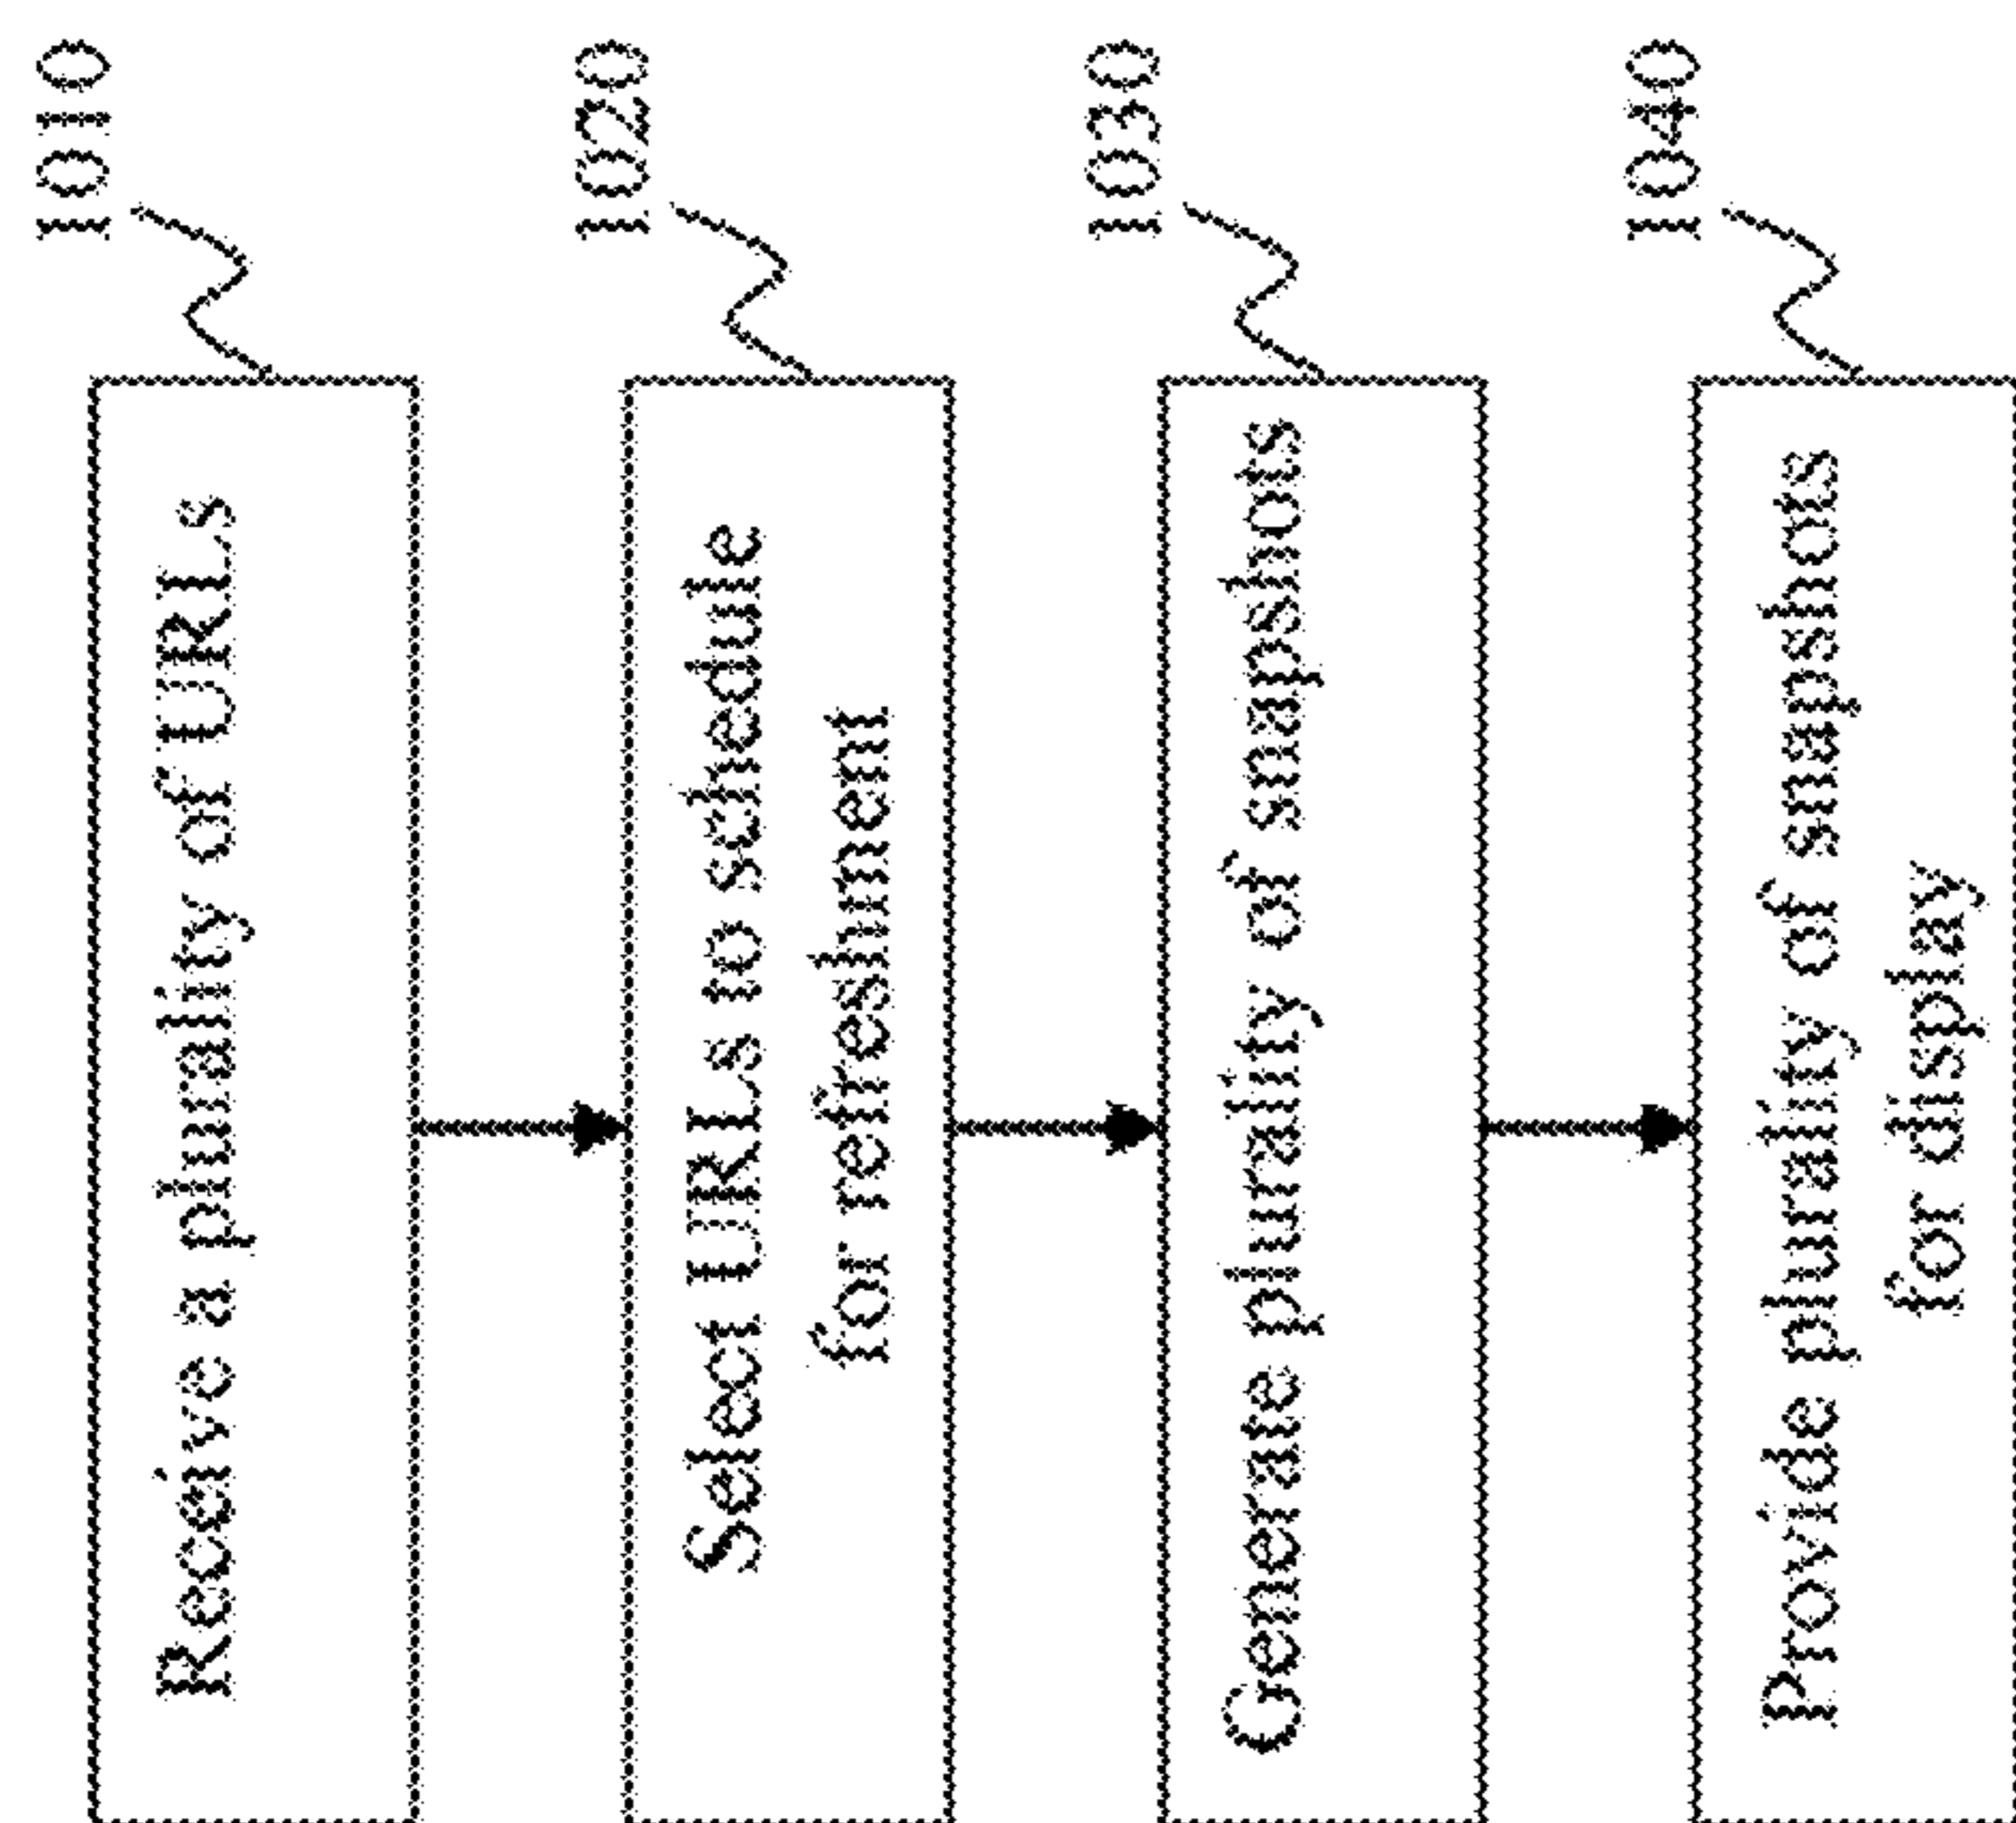 1010
Receive a plurality of URLs
1020
Select URLs to schedule
for refreshment
1030
Generate plurality of snapshots
1040
Provide plurality of snapshots
for display